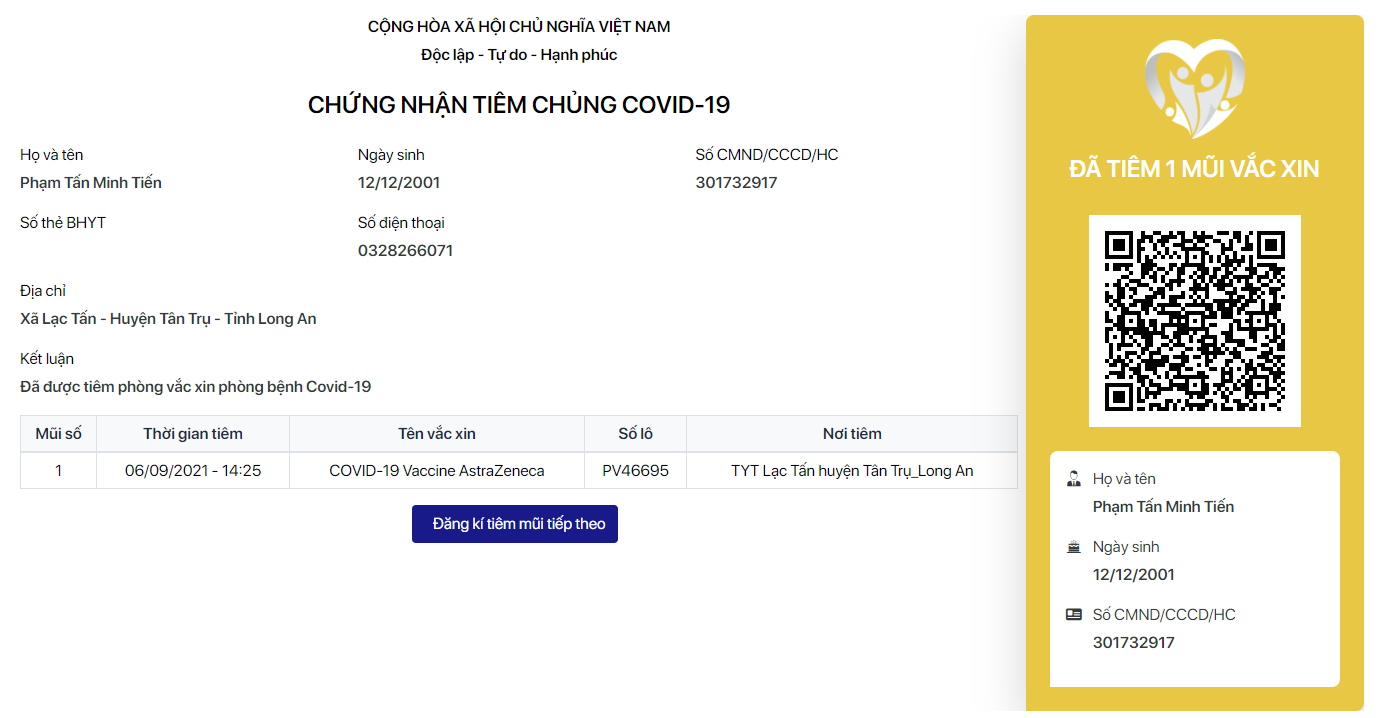 CỘNG HÒA XÃ HỘI CHỦ NGHĨA VIỆT NAM
Độc lập - Tự do - Hạnh phúc
CHỨNG NHẬN TIÊM CHỦNG COVID-19
Họ và tên Ngày sinh Số CMND/CCCD/HC
Phạm Tấn Minh Tiến 12/12/2001 301732917
Số thẻ BHYT Số điện thoại
0328266071
Địa chỉ
Xã Lạc Tấn - Huyện Tân Trụ - Tỉnh Long An
Kết luận
Đã được tiêm phòng vắc xin phòng bệnh Covid-19
Mũi số Thời gian tiêm Tên vắc xin Số lô Nơi tiêm
1 06/09/2021 - 14:25 COVID-19 Vaccine AstraZeneca PV46695 TYT Lạc Tấn huyện Tân Trụ_Long An
Đăng kí tiêm mũi tiếp theo
ĐÃ TIÊM 1 MŨI VẮC XIN
Họ và tên
Phạm Tấn Minh Tiến
Ngày sinh
12/12/2001
Số CMND/CCCD/HC
301732917